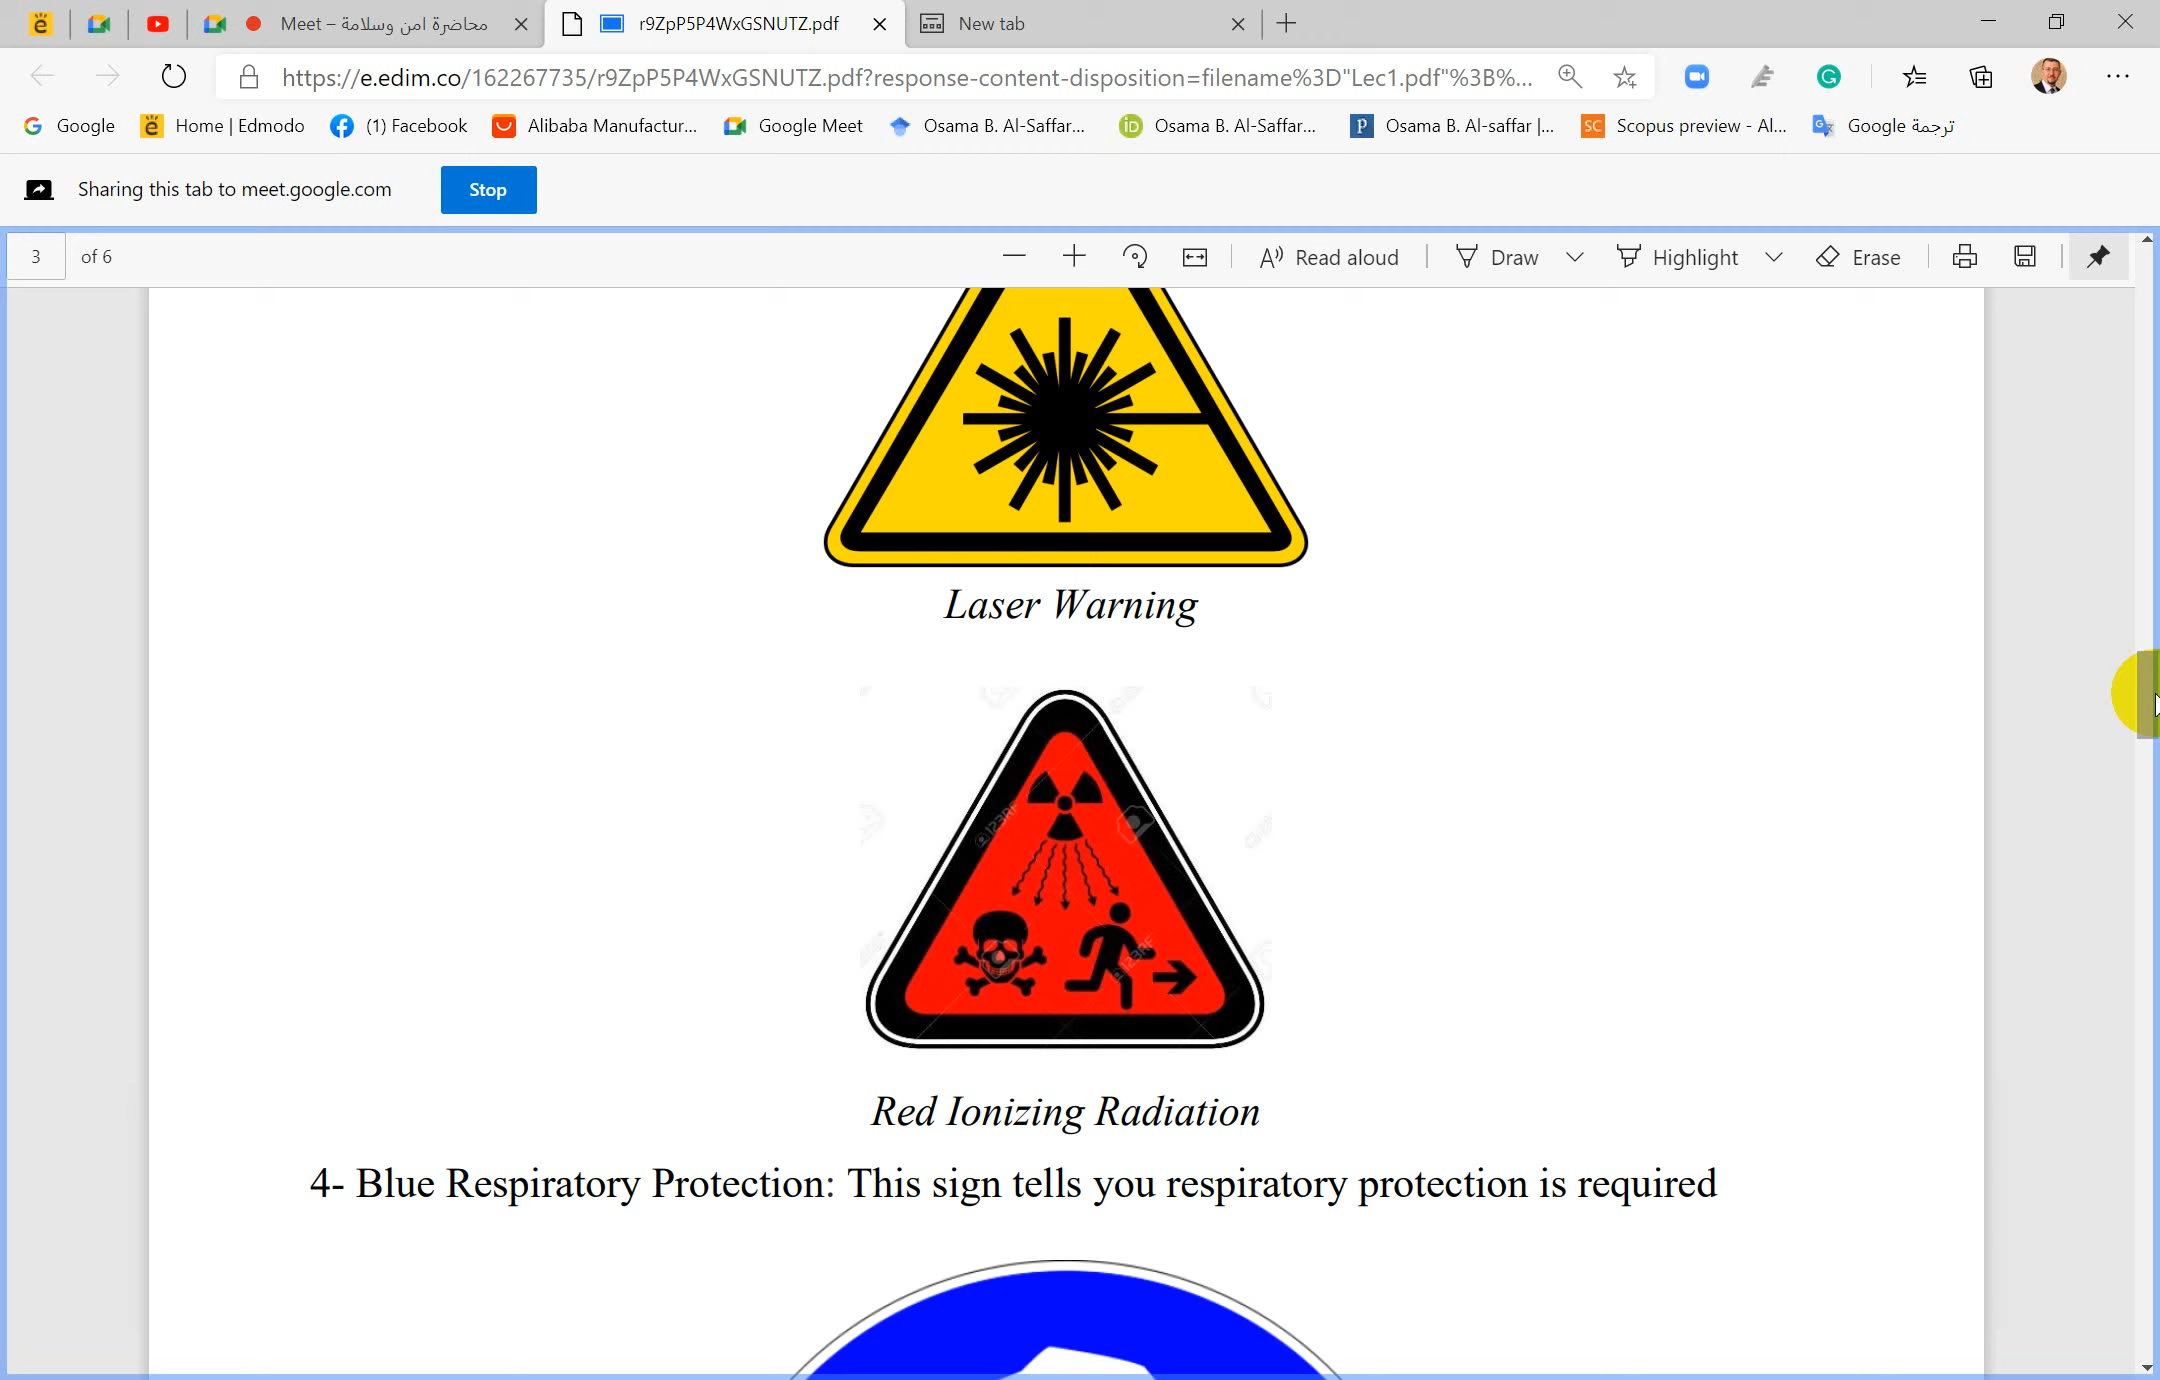 Meet – محاضرة امن وسلامة
r9ZpP5P4WxGSNUTZ.pdf
New tab
https://e.edim.co/162267735/r9ZpP5P4WxGSNUTZ.pdf?response-content-disposition=filename%3D"Lec1.pdf"%3B%...
Google
Home | Edmodo
(1) Facebook
Alibaba Manufactur...
Google Meet
Osama B. Al-Saffar...
Osama B. Al-Saffar...
Osama B. Al-saffar |...
Scopus preview - Al...
ترجمة Google
Sharing this tab to meet.google.com
Stop
3 of 6
Read aloud
Draw
Highlight
Erase
Laser Warning
123RF
123RF
Red Ionizing Radiation
4- Blue Respiratory Protection: This sign tells you respiratory protection is required